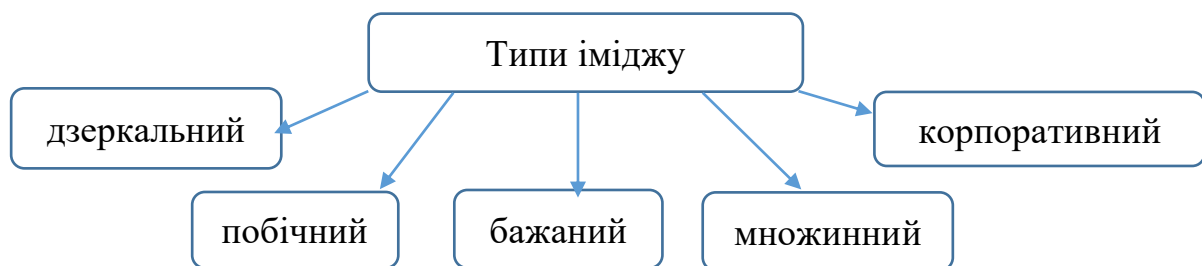 Типи іміджу
дзеркальний
корпоративний
побічний
бажаний
множинний